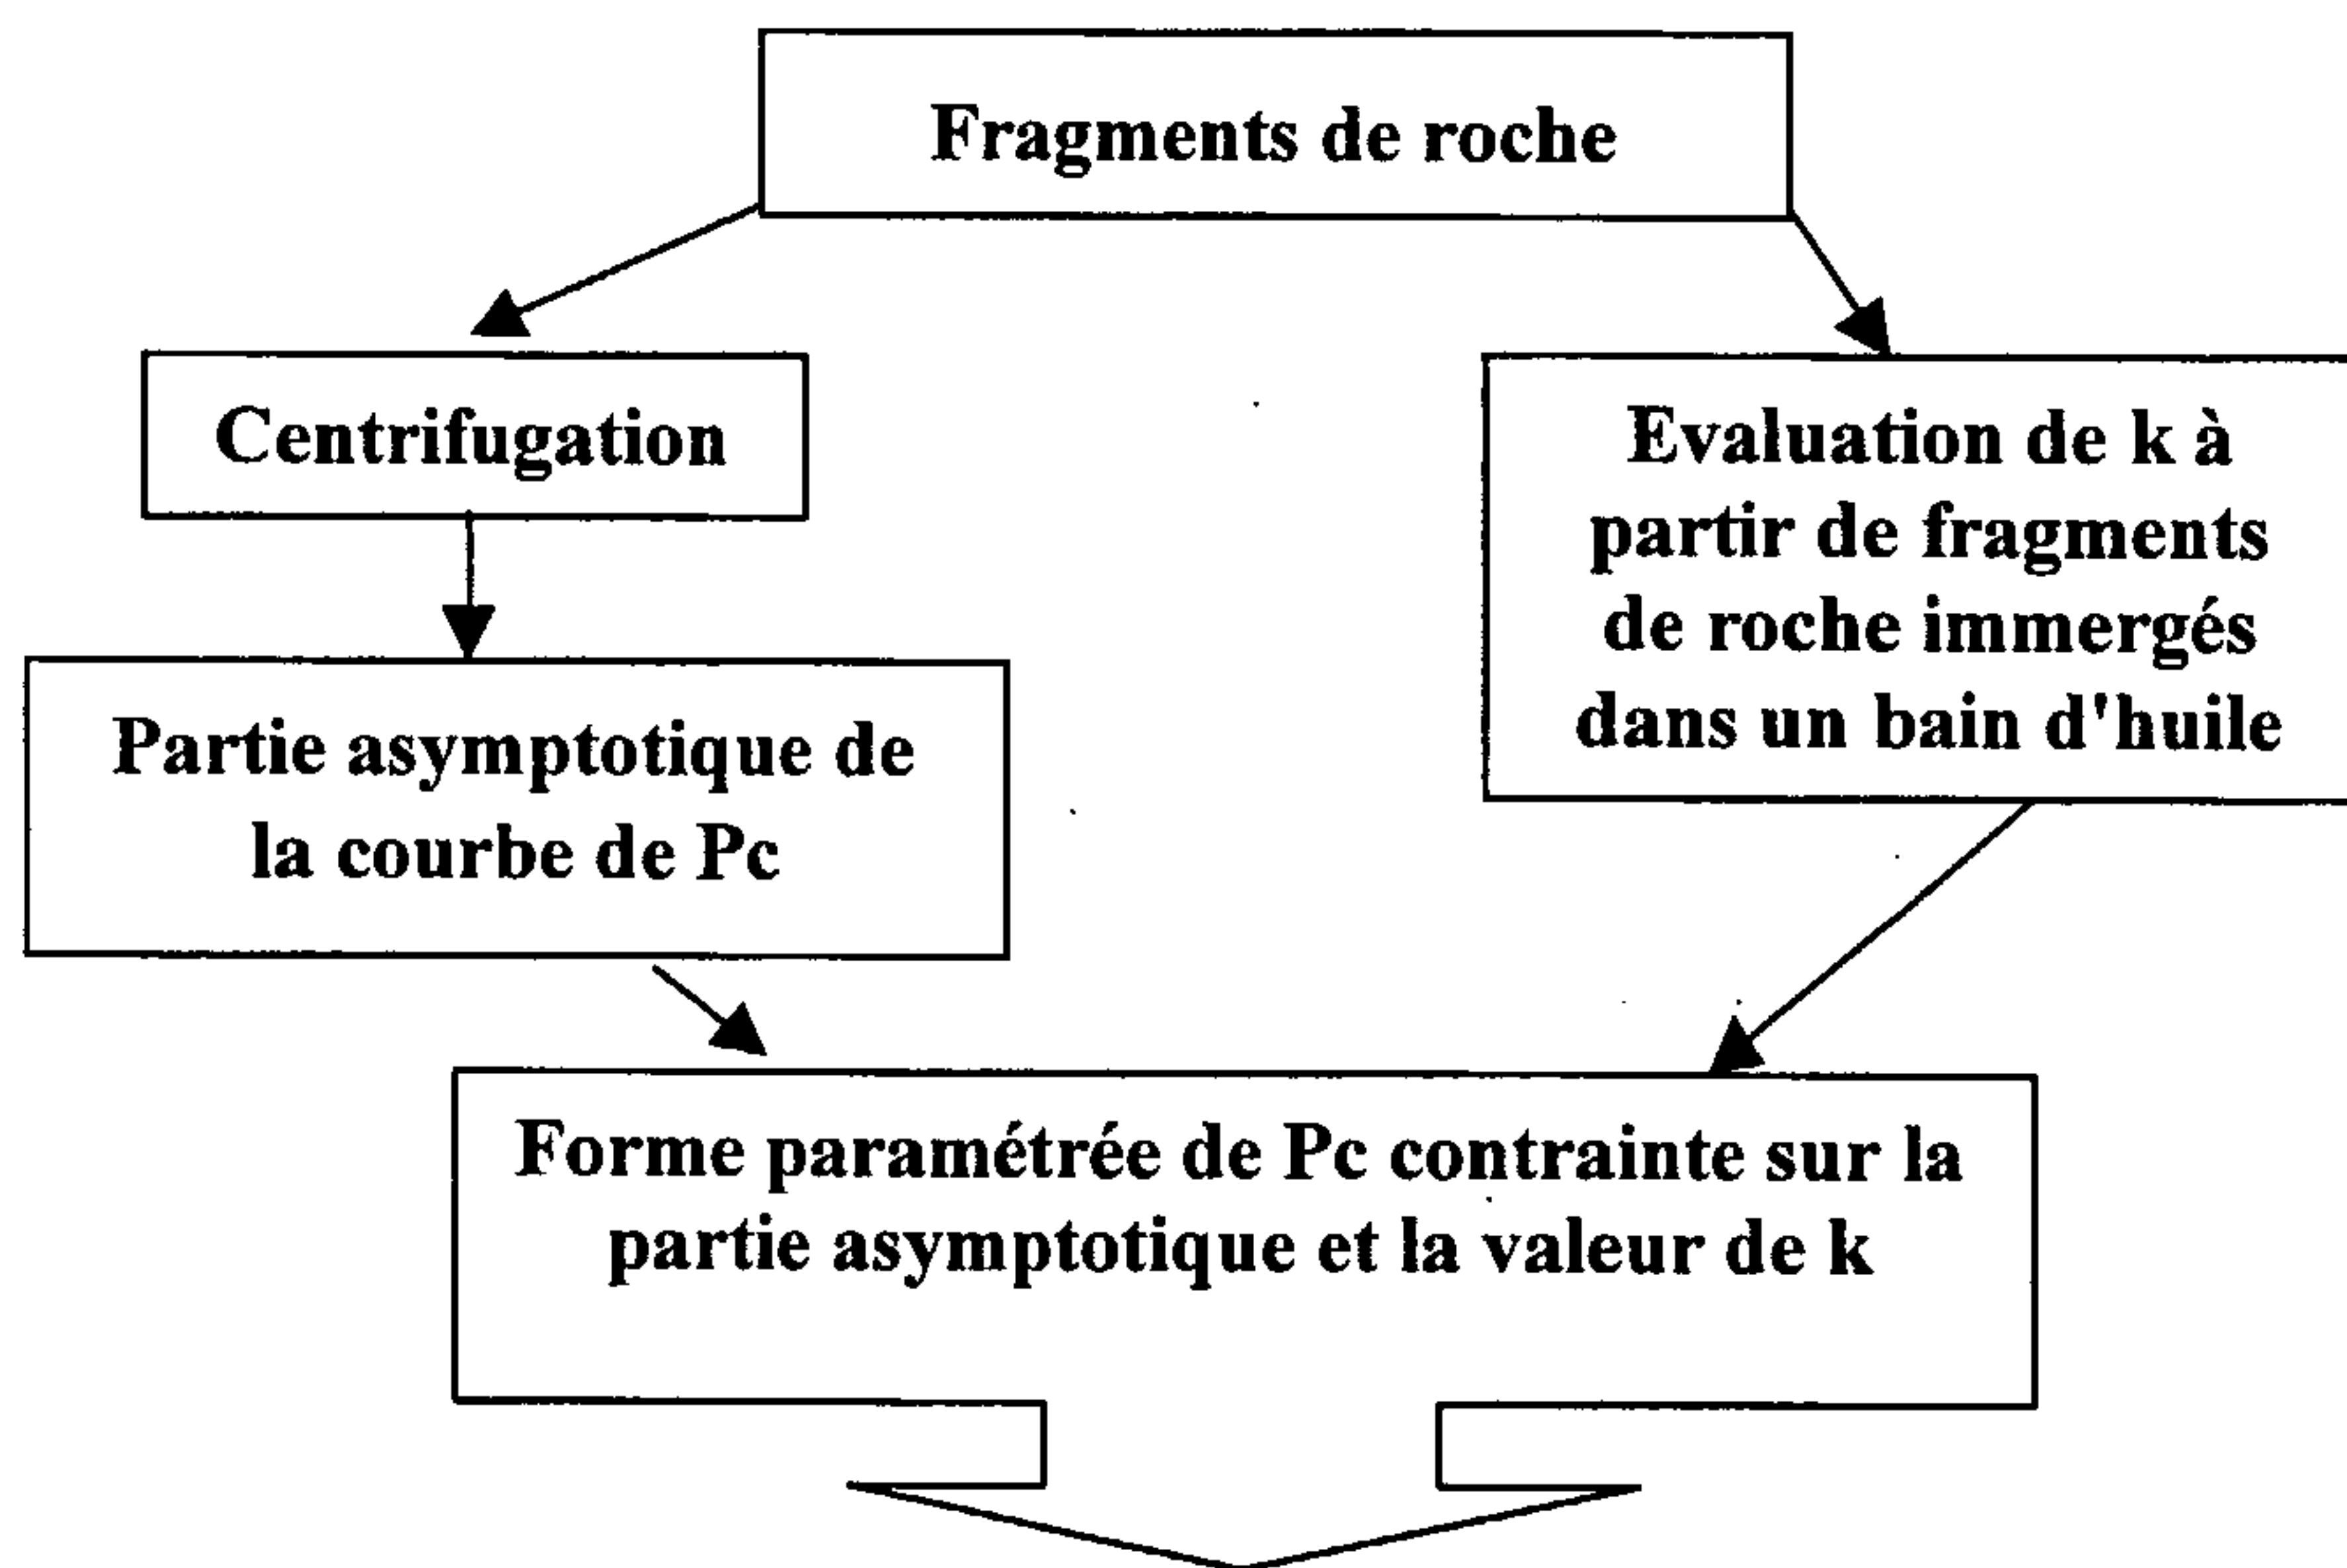 Fragments de roche
Centrifugation
Evaluation de k à
partir de fragments
de roche immergés
dans un bain d'huile
Partie asymptotique de
la courbe de Pc
Forme paramétrée de Pc contrainte sur la
partie asymptotique et la valeur de k